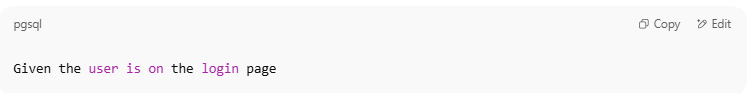 pgsql Copy Edit
Given the user is on the login page